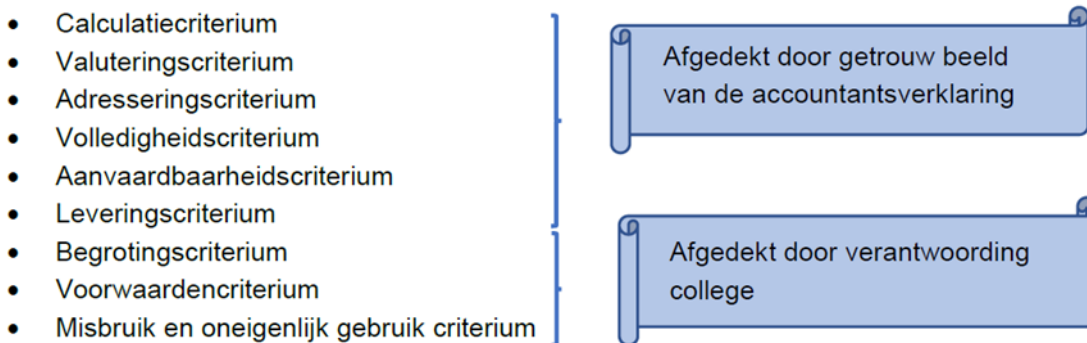 • Calculatiecriterium
• Valuteringscriterium
• Adresseringscriterium
• Volledigheidscriterium
• Aanvaardbaarheidscriterium
• Leveringscriterium
• Begrotingscriterium
• Voorwaardencriterium
• Misbruik en oneigenlijk gebruik criterium
Afgedekt door getrouw beeld
van de accountantsverklaring
Afgedekt door verantwoording
college